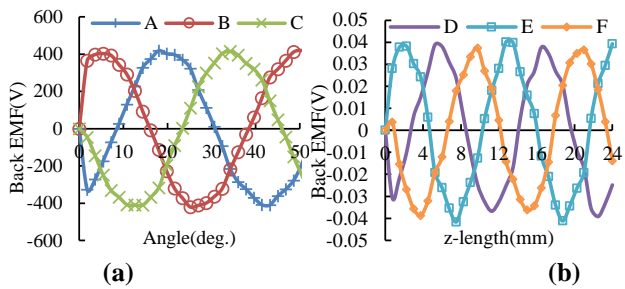 A B C
600
400
200
0
-200
-400
-600
0 10 20 30 40 50
Back EMF(V)
Angle(deg.)
(a)
D E F
0.05
0.04
0.03
0.02
0.01
0
-0.01
-0.02
-0.03
-0.04
-0.05
0 4 8 12 16 20 24
Back EMF(V)
z-length(mm)
(b)